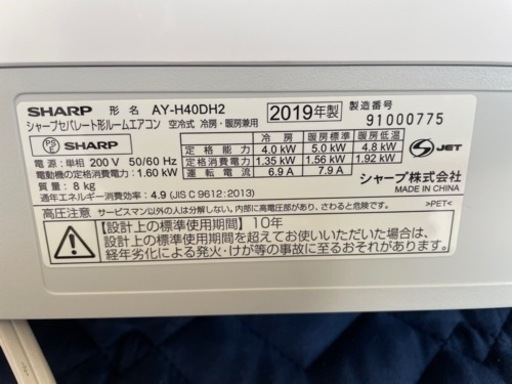 SHARP 形名 AY-H40DH2 2019年製 製造番号 91000775
シャープセパレート形ルームエアコン 空冷式 冷房・暖房兼用
PS E SHARP
電源:単相 200 V 50/60 Hz
電動機の定格消費電力:1.60 kW
質量:8 kg
冷房 暖房標準 暖房低温
定格能力 4.0 kW 5.0 kW 4.8 kW
定格消費電力 1.35 kW 1.56 kW 1.92 kW
運転電流 6.9 A 7.9 A
通年エネルギー消費効率:4.9 (JIS C 9612:2013)
S JET
シャープ株式会社
MADE IN CHINA
高圧注意 サービスマン以外の人は分解しない。内部に高電圧部があり、さわると危険です。
>PET<
【設計上の標準使用期間】10年
設計上の標準使用期間を超えてお使いいただいた場合は、
経年劣化による発火・けが等の事故に至るおそれがあります。